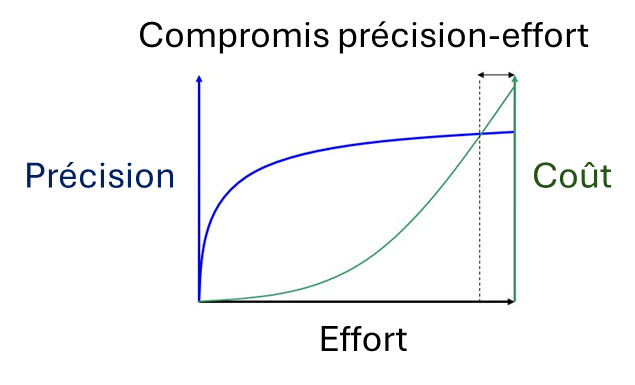 Compromis précision-effort
Précision
Coût
Effort